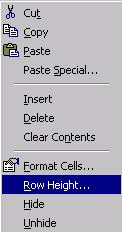 Cut
Copy
Paste
Paste Special...
Insert
Delete
Clear Contents
Format Cells...
Row Height...
Hide
Unhide